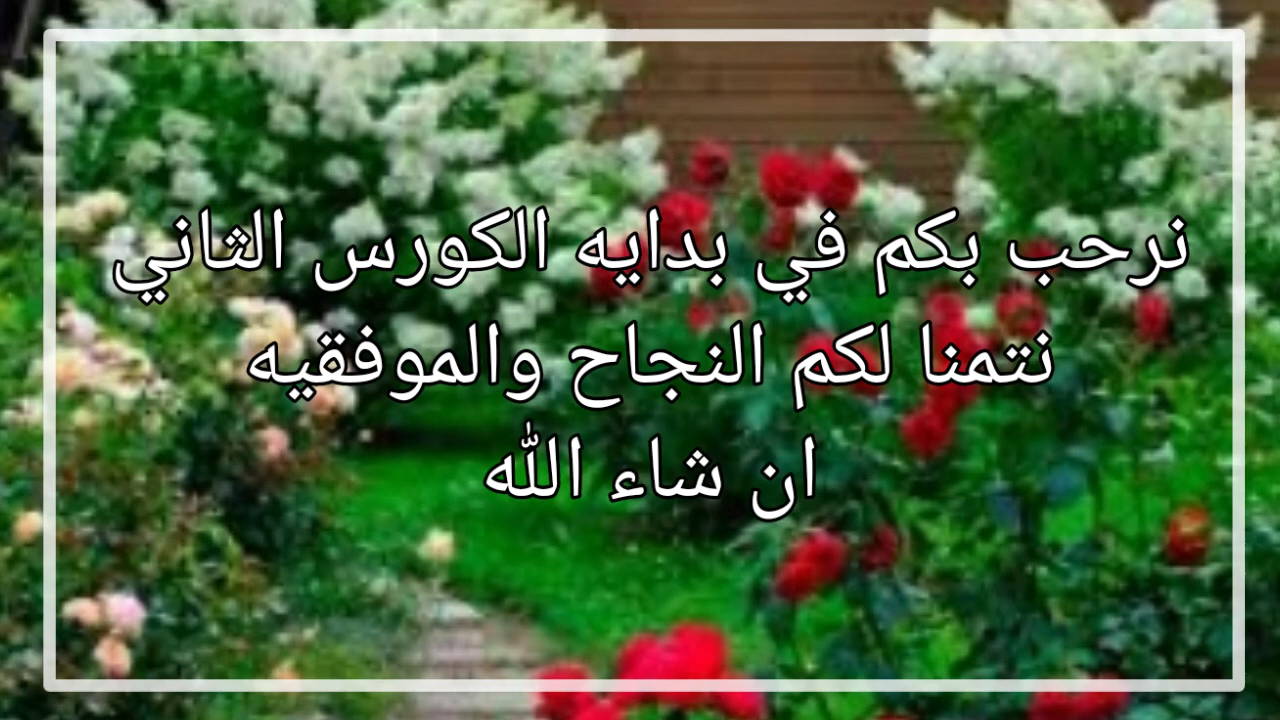 نرحب بكم في بدايه الكورس الثاني
نتمنا لكم النجاح والموفقيه
ان شاء الله